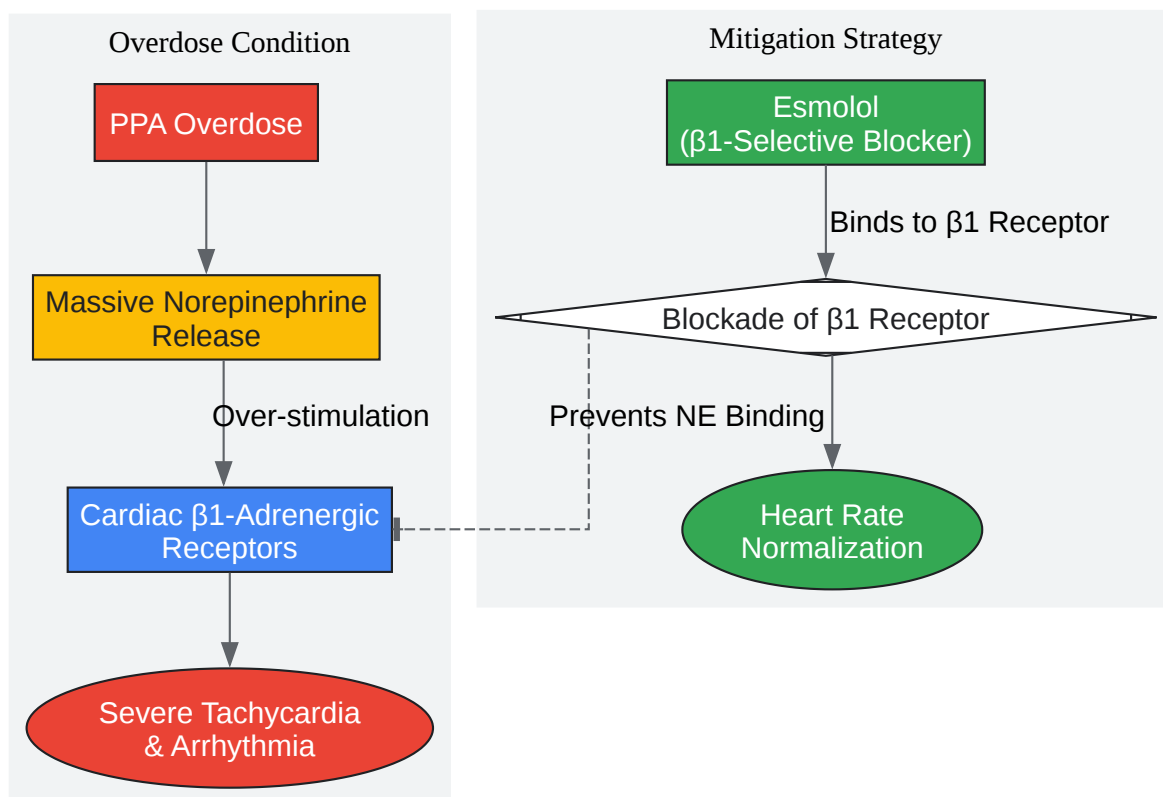 Overdose Condition
PPA Overdose
Massive Norepinephrine
Release
Over-stimulation
Cardiac β1-Adrenergic
Receptors
Severe Tachycardia
& Arrhythmia
Mitigation Strategy
Esmolol
(β1-Selective Blocker)
Binds to β1 Receptor
Blockade of β1 Receptor
Prevents NE Binding
Heart Rate
Normalization